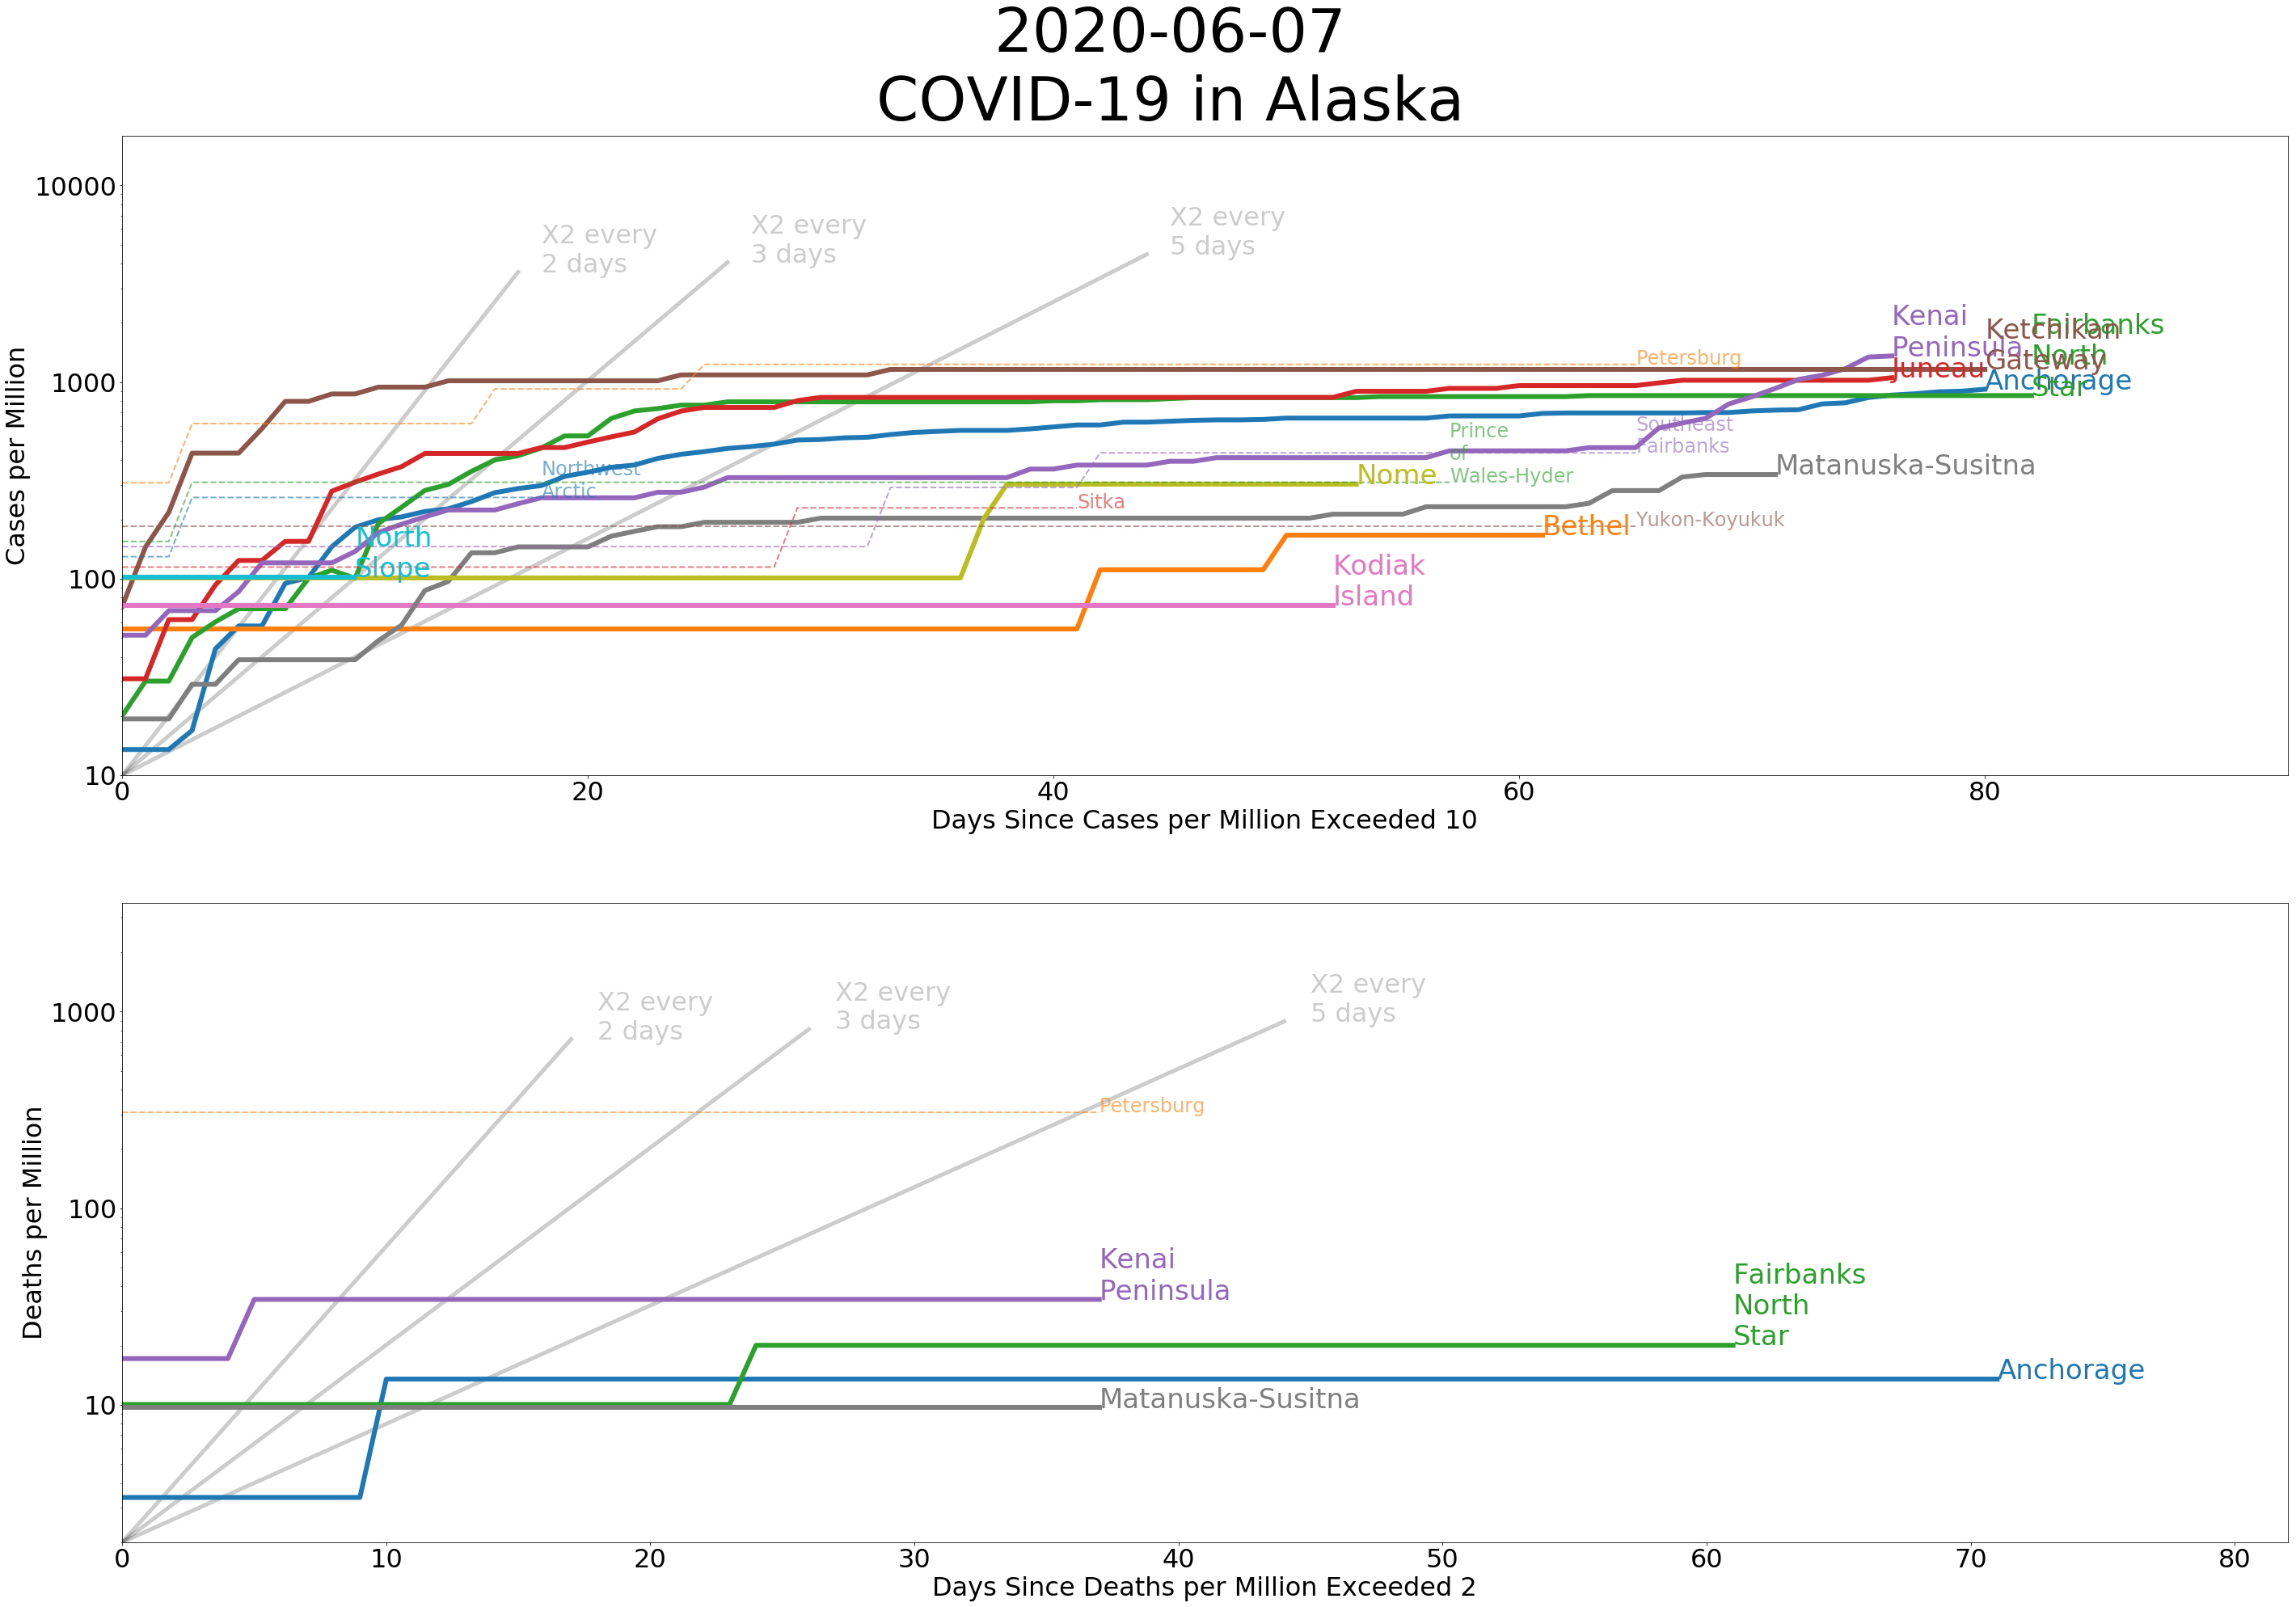 2020-06-07
COVID-19 in Alaska
Cases per Million
10000
1000
100
10
X2 every
2 days
X2 every
3 days
X2 every
5 days
Kenai
Peninsula
Ketchikan
Gateway
Fairbanks
North
Star
Juneau
Anchorage
Petersburg
Southeast
Fairbanks
Prince
of
Wales-Hyder
Northwest
Arctic
Nome
Matanuska-Susitna
Sitka
Bethel
Yukon-Koyukuk
North
Slope
Kodiak
Island
0
20
40
60
80
Days Since Cases per Million Exceeded 10
Deaths per Million
1000
100
10
X2 every
2 days
X2 every
3 days
X2 every
5 days
Petersburg
Kenai
Peninsula
Fairbanks
North
Star
Anchorage
Matanuska-Susitna
0
10
20
30
40
50
60
70
80
Days Since Deaths per Million Exceeded 2